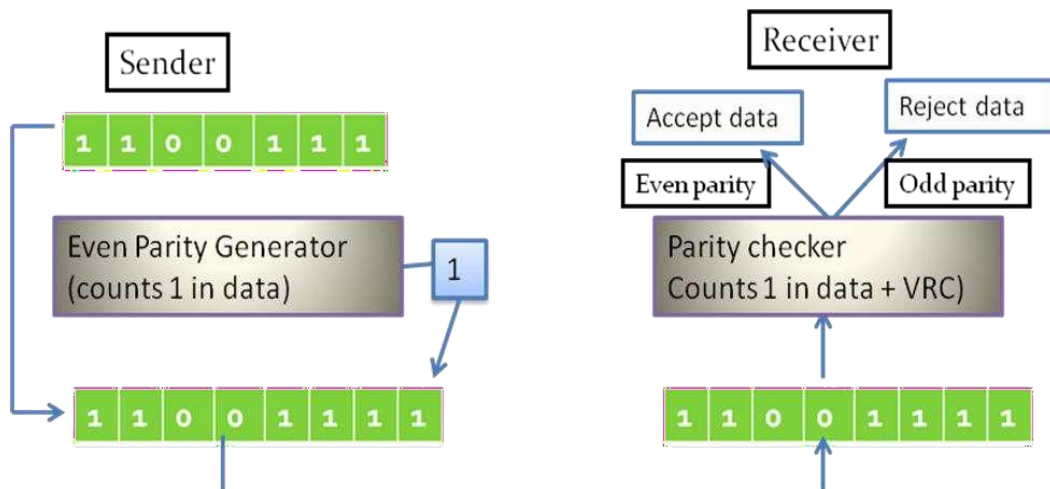 Sender
1 1 0 0 1 1 1
Even Parity Generator
(counts 1 in data)
1
1 1 0 0 1 1 1 1
Receiver
Accept data
Reject data
Even parity
Odd parity
Parity checker
Counts 1 in data + VRC)
1 1 0 0 1 1 1 1